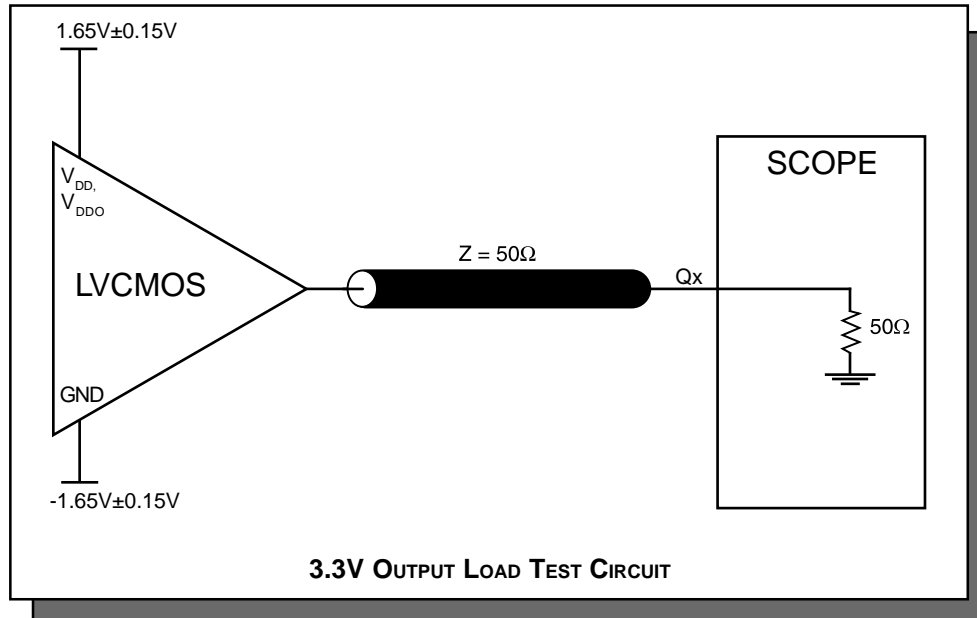 1.65V±0.15V
SCOPE
VDD,
VDDO
Z = 50Ω
LVCMOS
Qx
50Ω
GND
-1.65V±0.15V
3.3V OUTPUT LOAD TEST CIRCUIT